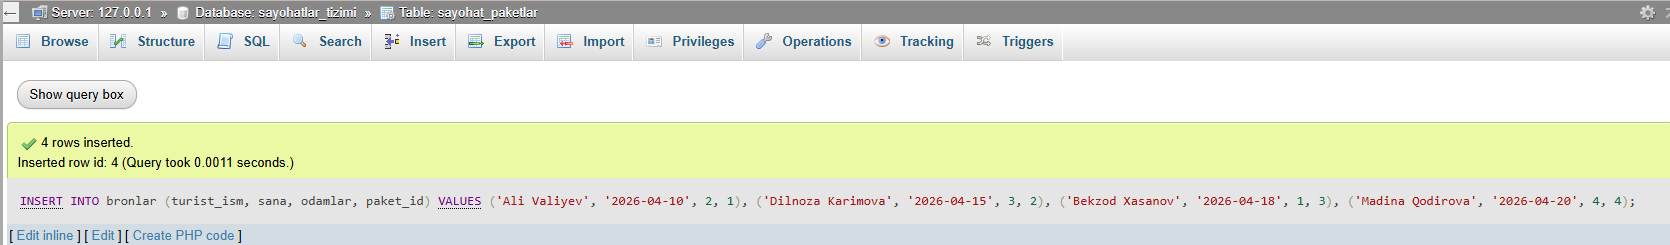 ← Server: 127.0.0.1 » Database: sayohatlar_tizimi » Table: sayohat_paketlar
Browse Structure SQL Search Insert Export Import Privileges Operations Tracking Triggers
Show query box
4 rows inserted.
Inserted row id: 4 (Query took 0.0011 seconds.)
INSERT INTO bronlar (turist_ism, sana, odamlar, paket_id) VALUES ('Ali Valiyev', '2026-04-10', 2, 1), ('Dilnoza Karimova', '2026-04-15', 3, 2), ('Bekzod Xasanov', '2026-04-18', 1, 3), ('Madina Qodirova', '2026-04-20', 4, 4);
[ Edit inline ] [ Edit ] [ Create PHP code ]